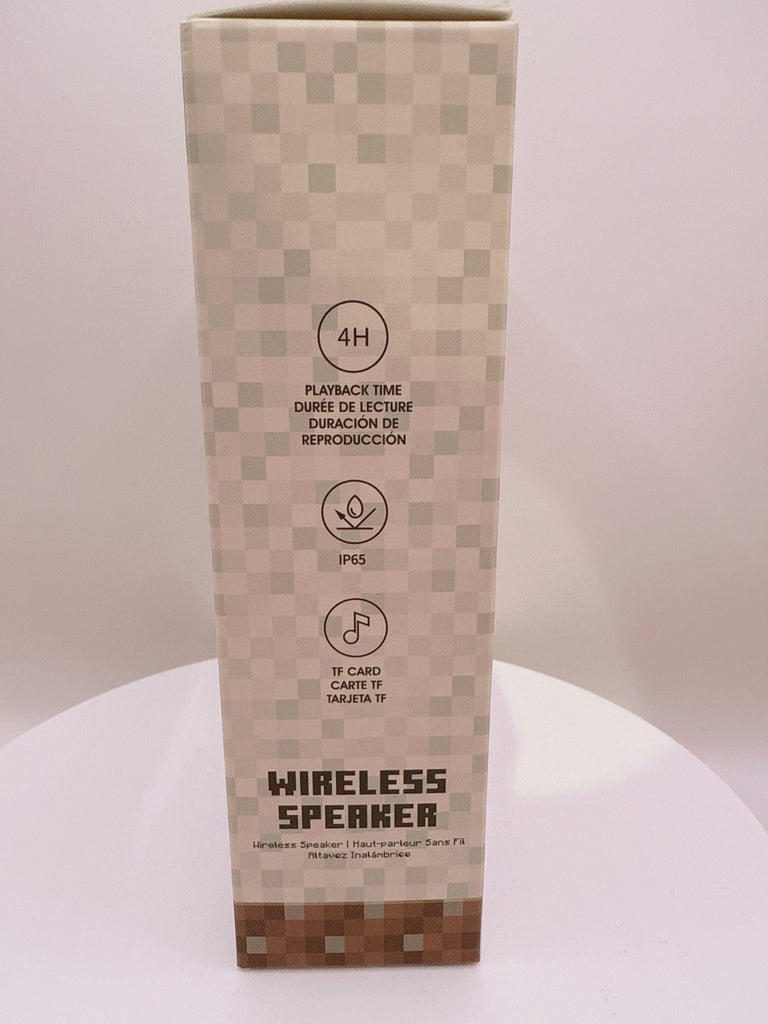 4H
PLAYBACK TIME
DURÉE DE LECTURE
DURACIÓN DE
REPRODUCCIÓN
IP65
TF CARD
CARTE TF
TARJETA TF
WIRELESS
SPEAKER
Wireless Speaker | Haut-parleur Sans Fil
Altavoz Inalámbrico